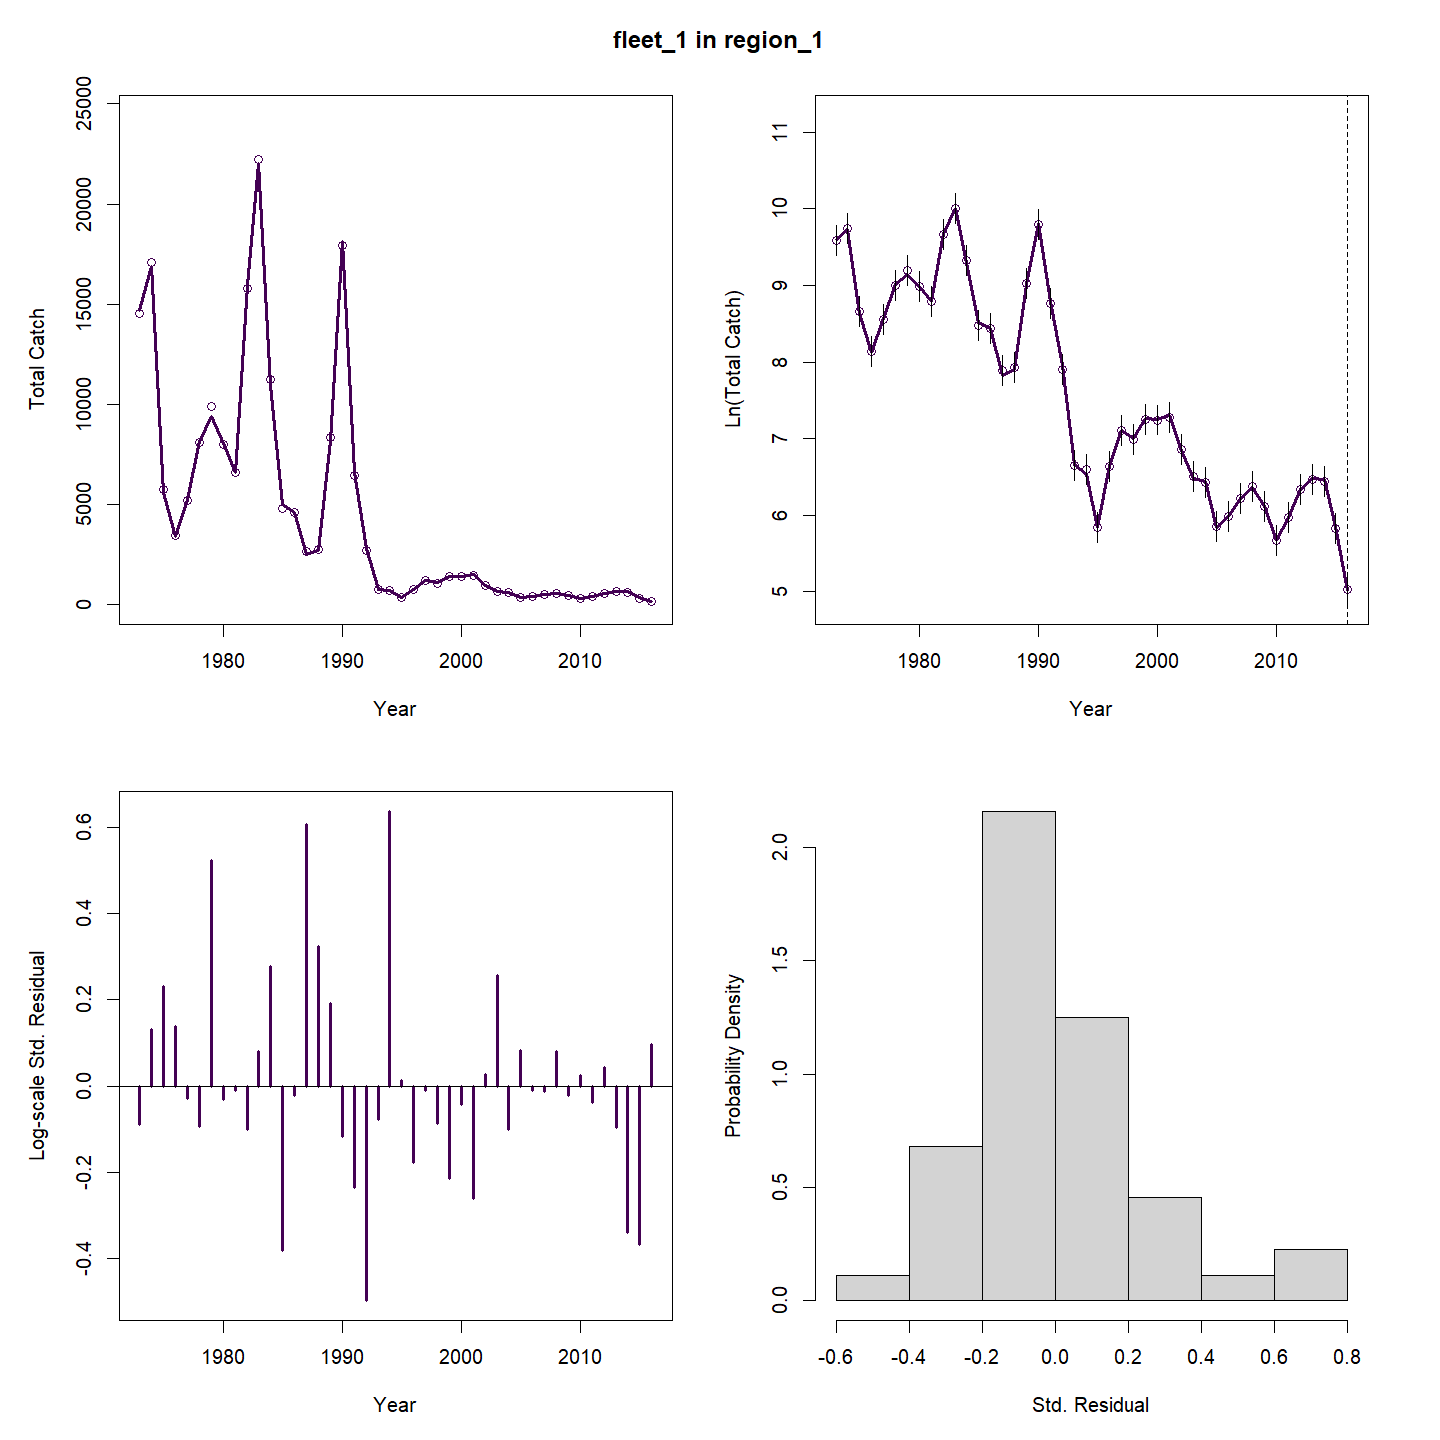 fleet_1 in region_1
Total Catch
25000
20000
15000
10000
5000
0
1980 1990 2000 2010
Year
Ln(Total Catch)
11
10
9
8
7
6
5
1980 1990 2000 2010
Year
Log-scale Std. Residual
0.6
0.4
0.2
0.0
-0.2
-0.4
1980 1990 2000 2010
Year
Probability Density
2.0
1.5
1.0
0.5
0.0
-0.6 -0.4 -0.2 0.0 0.2 0.4 0.6 0.8
Std. Residual